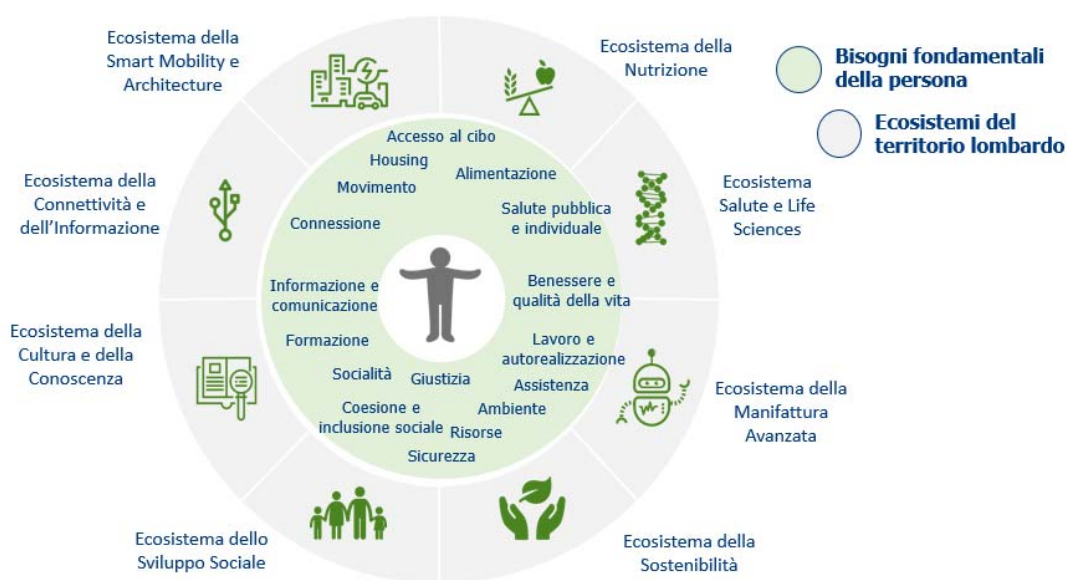 Ecosistema della
Smart Mobility e
Architecture
Ecosistema della
Nutrizione
Bisogni fondamentali
della persona
Ecosistemi del
territorio lombardo
Ecosistema della
Connettività e
dell'Informazione
Ecosistema
Salute e Life
Sciences
Accesso al cibo
Housing
Alimentazione
Movimento
Connessione
Salute pubblica
e individuale
Informazione e
comunicazione
Benessere e
qualità della vita
Formazione
Lavoro e
autorealizzazione
Socialità
Giustizia
Assistenza
Coesione e
inclusione sociale
Ambiente
Risorse
Sicurezza
Ecosistema della
Cultura e della
Conoscenza
Ecosistema della
Manifattura
Avanzata
Ecosistema dello
Sviluppo Sociale
Ecosistema della
Sostenibilità